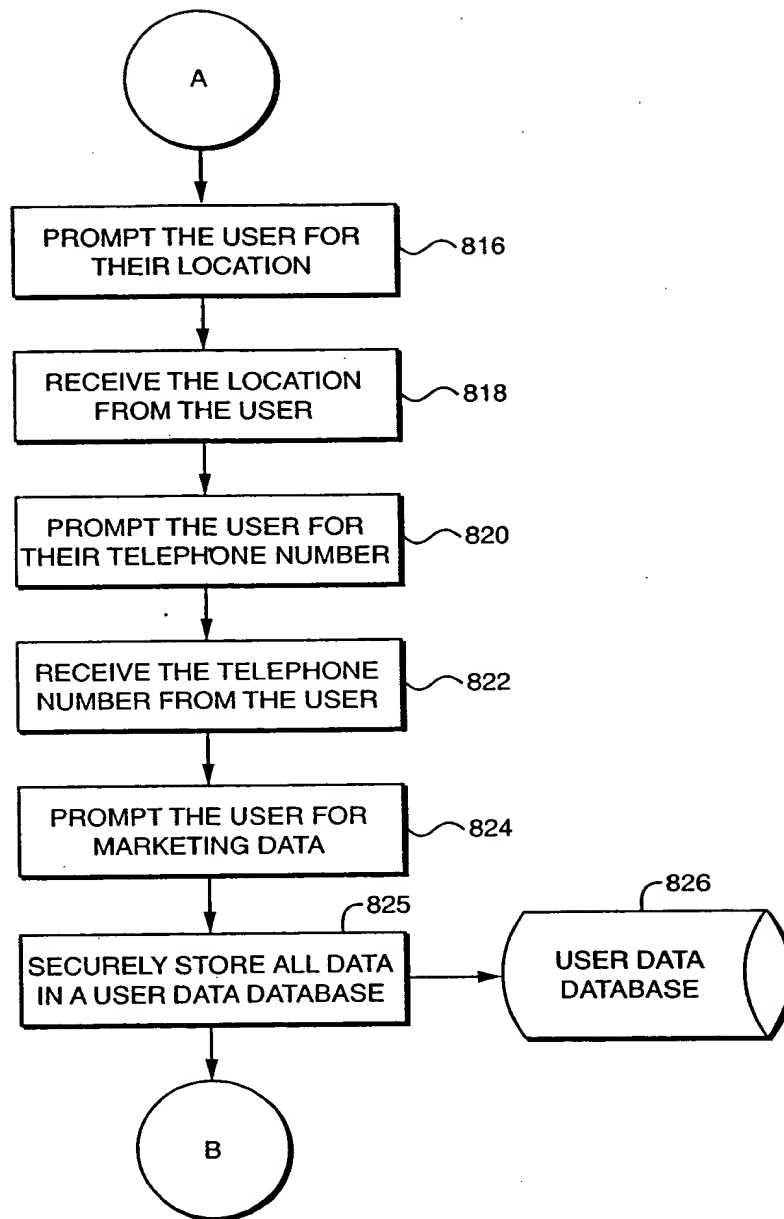 A
PROMPT THE USER FOR
THEIR LOCATION
816
RECEIVE THE LOCATION
FROM THE USER
818
PROMPT THE USER FOR
THEIR TELEPHONE NUMBER
820
RECEIVE THE TELEPHONE
NUMBER FROM THE USER
822
PROMPT THE USER FOR
MARKETING DATA
824
825
SECURELY STORE ALL DATA
IN A USER DATA DATABASE
826
USER DATA
DATABASE
B